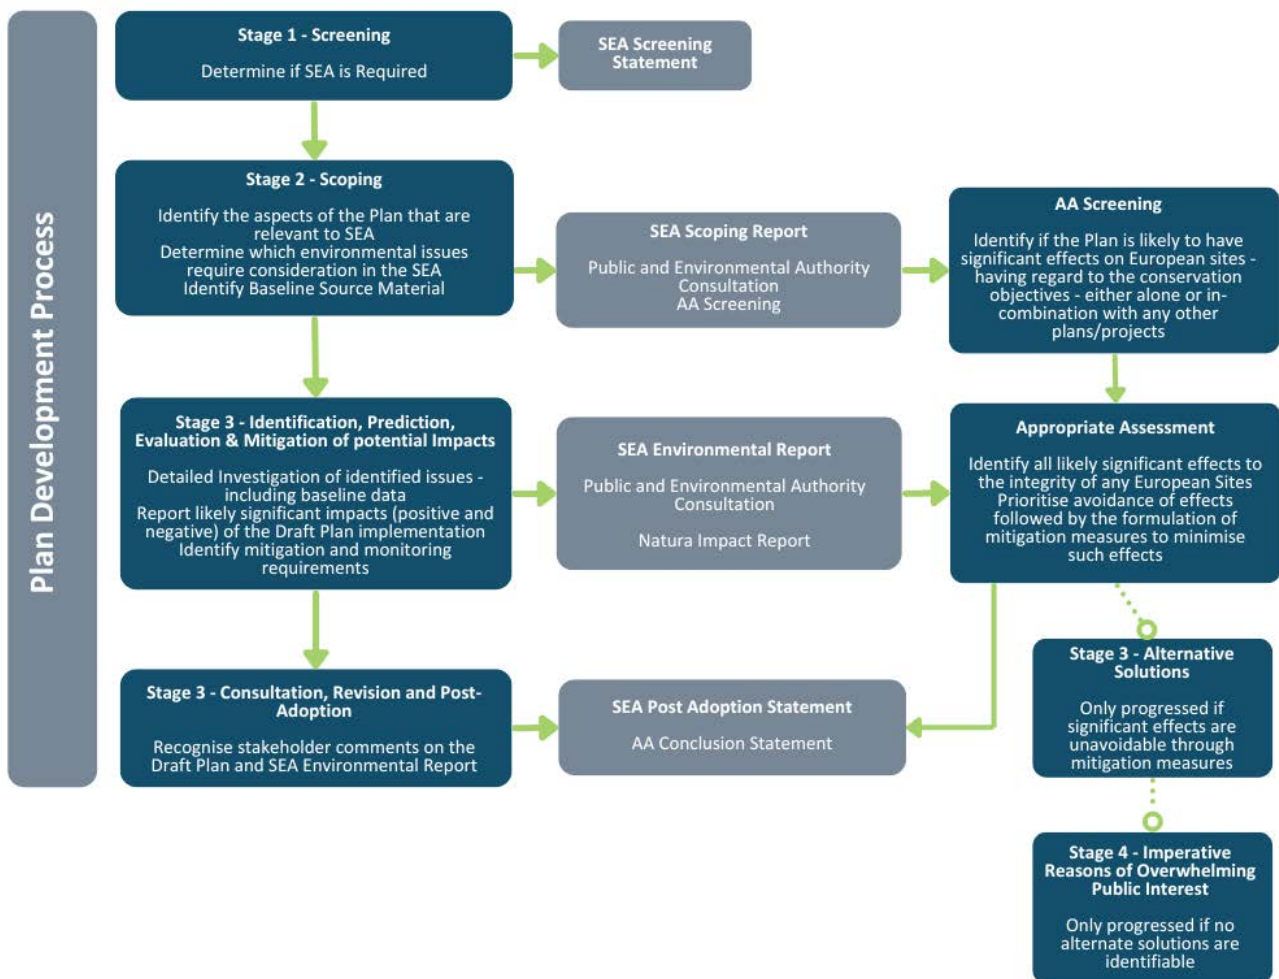 Plan Development Process
Stage 1 - Screening
Determine if SEA is Required
SEA Screening
Statement
Stage 2 - Scoping
Identify the aspects of the Plan that are
relevant to SEA
Determine which environmental issues
require consideration in the SEA
Identify Baseline Source Material
SEA Scoping Report
Public and Environmental Authority
Consultation
AA Screening
AA Screening
Identify if the Plan is likely to have
significant effects on European sites -
having regard to the conservation
objectives - either alone or in-
combination with any other
plans/projects
Stage 3 - Identification, Prediction,
Evaluation & Mitigation of potential Impacts
Detailed Investigation of identified issues -
including baseline data
Report likely significant impacts (positive and
negative) of the Draft Plan implementation
Identify mitigation and monitoring
requirements
SEA Environmental Report
Public and Environmental Authority
Consultation
Natura Impact Report
Appropriate Assessment
Identify all likely significant effects to
the integrity of any European Sites
Prioritise avoidance of effects
followed by the formulation of
mitigation measures to minimise
such effects
Stage 3 - Consultation, Revision and Post-
Adoption
Recognise stakeholder comments on the
Draft Plan and SEA Environmental Report
SEA Post Adoption Statement
AA Conclusion Statement
Stage 3 - Alternative
Solutions
Only progressed if
significant effects are
unavoidable through
mitigation measures
Stage 4 - Imperative
Reasons of Overwhelming
Public Interest
Only progressed if no
alternate solutions are
identifiable